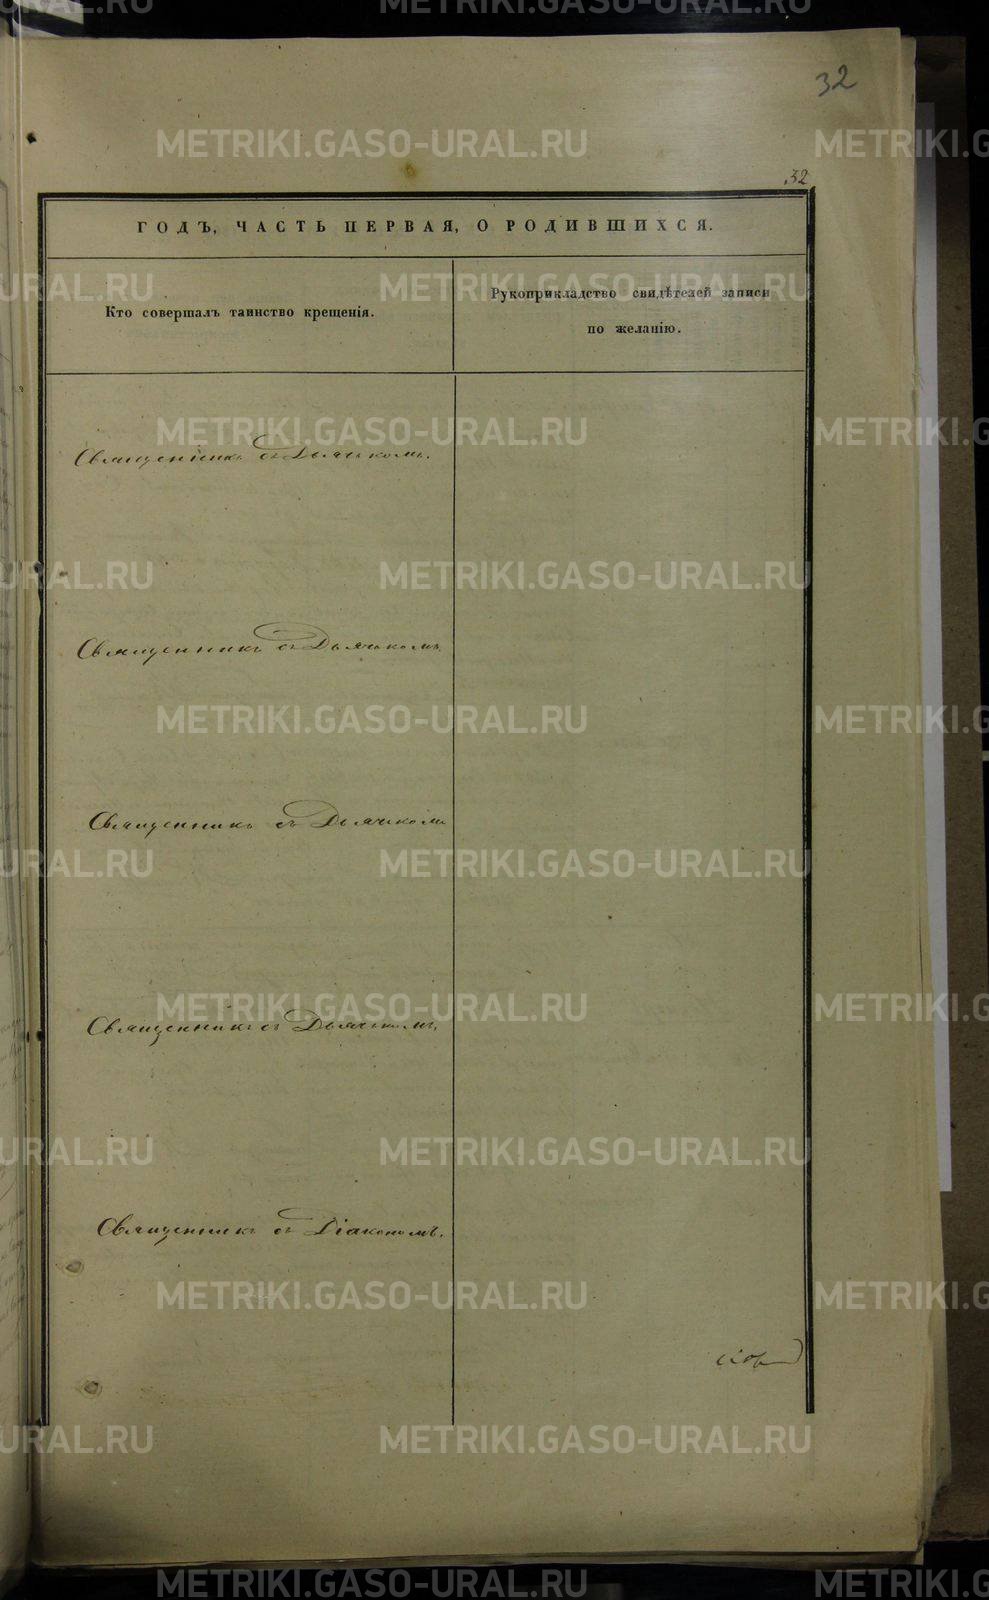 32
32
ГОДЪ, ЧАСТЬ ПЕРВАЯ, О РОДИВШИХСЯ.
Кто совершалъ таинство крещенія.
Рукоприкладство свидѣтелей записи
по желанію.
Священникъ съ Дьячкомъ.
Священникъ съ Дьячкомъ.
Священникъ съ Дьячкомъ
Священникъ съ Дьячкомъ.
Священникъ съ Діакономъ.
METRIKI.GASO-URAL.RU